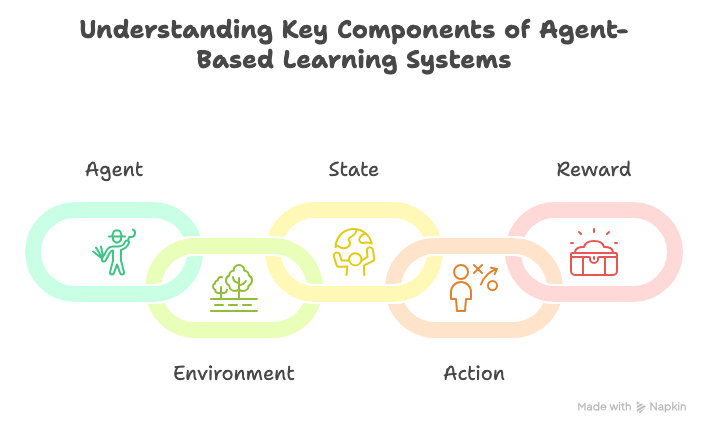 Understanding Key Components of Agent-
Based Learning Systems
Agent
State
Reward
Environment
Action
Made with Napkin